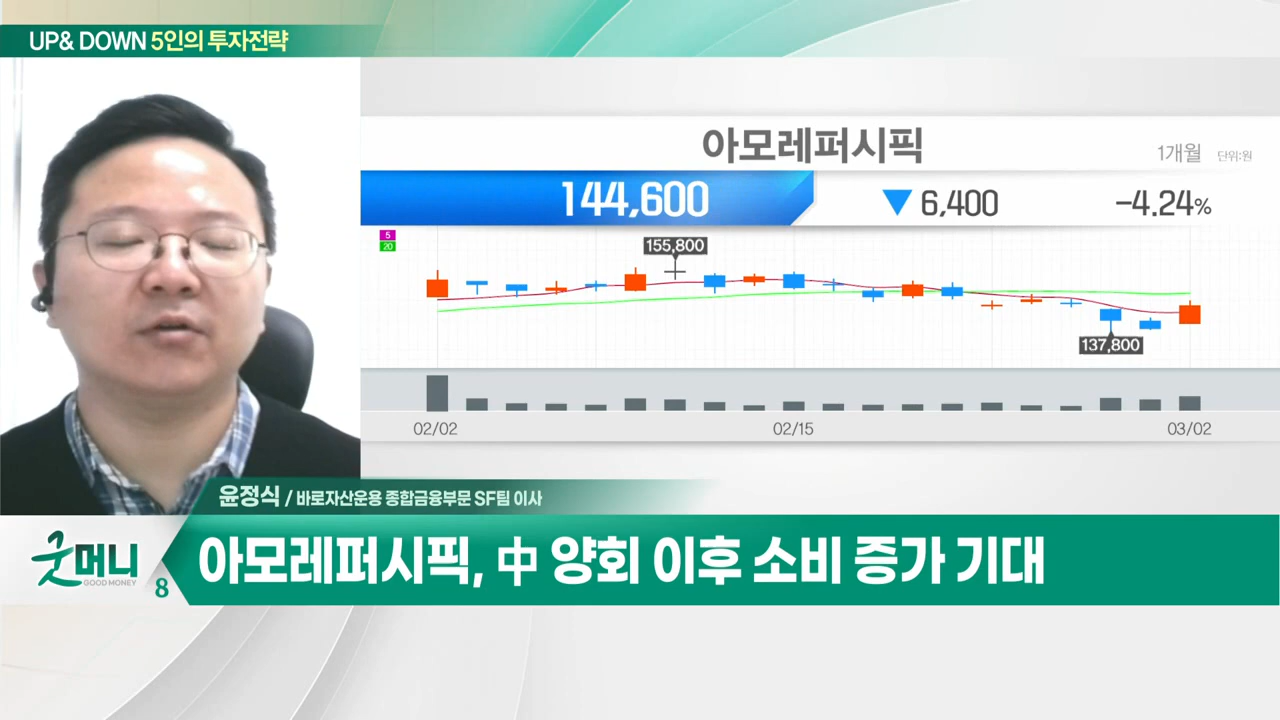 UP& DOWN 5인의 투자전략
아모레퍼시픽
1개월 단위:원
144,600 ▼ 6,400 -4.24%
5
20
155,800
137,800
02/02 02/15 03/02
윤정식 / 바로자산운용 종합금융부문 SF팀 이사
굿머니
GOOD MONEY
8
아모레퍼시픽, 中 양회 이후 소비 증가 기대